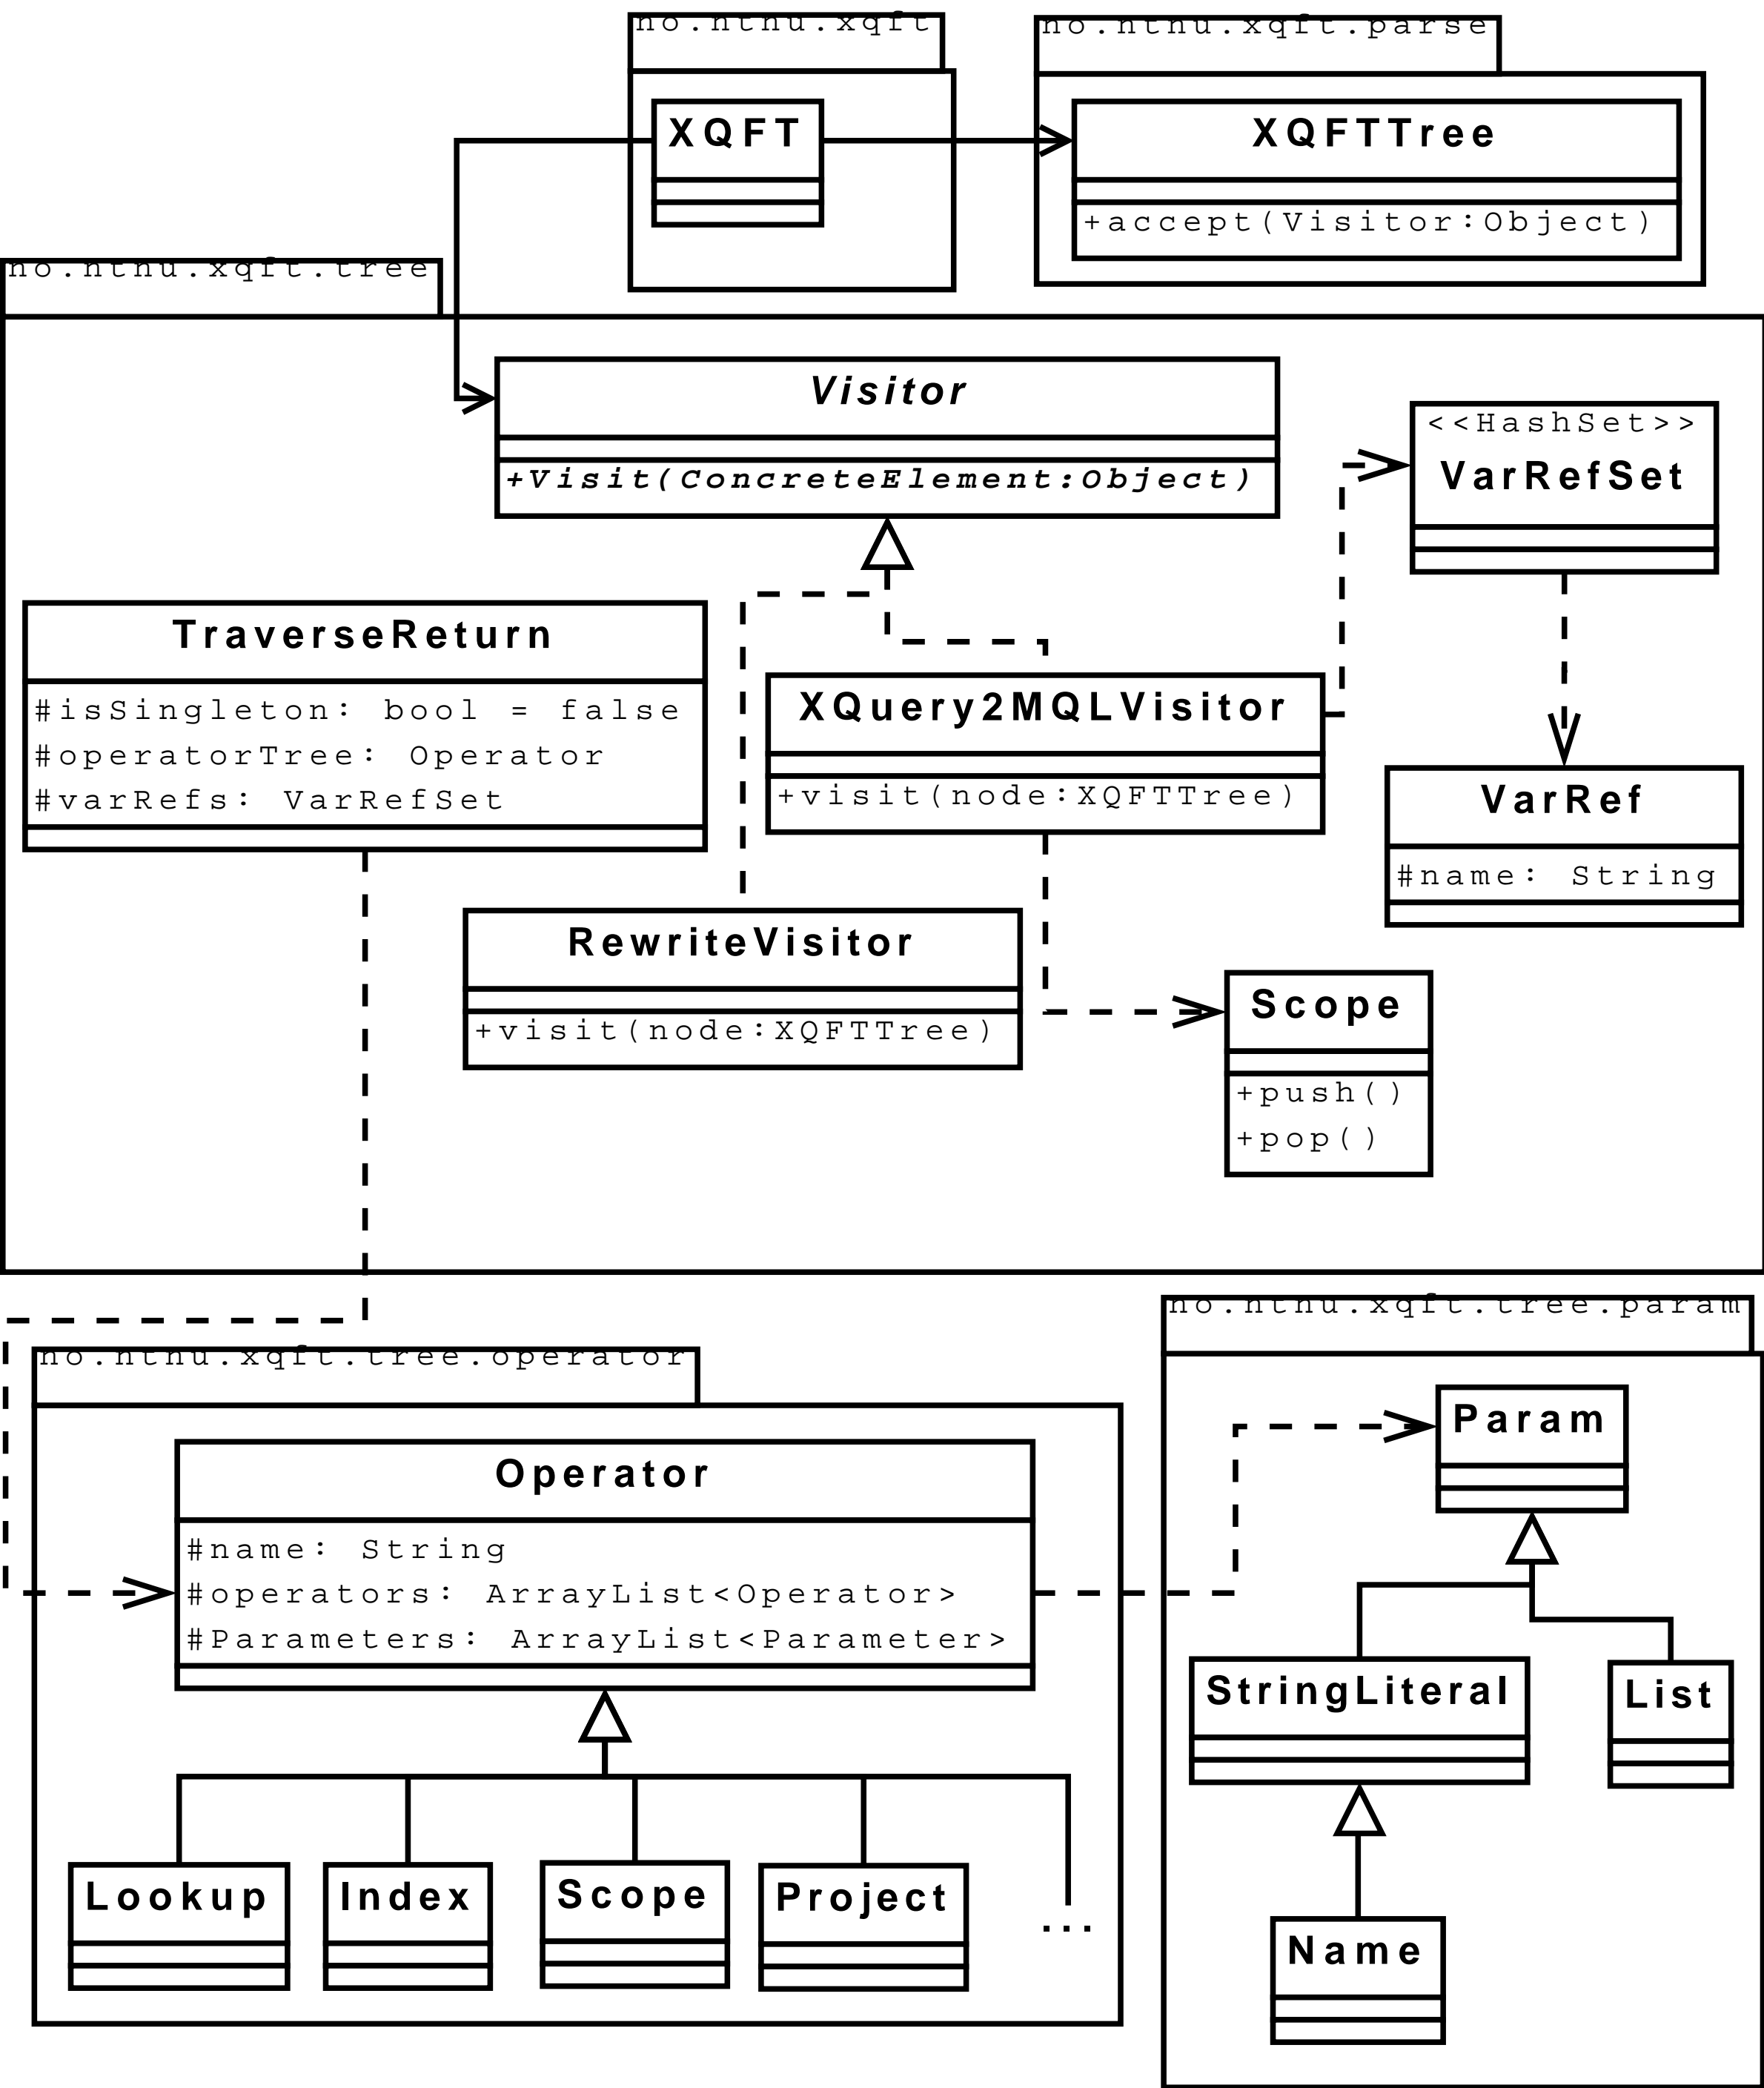 no.ntnu.xqft
no.ntnu.xqft.parse
XQFT
XQFTTree
+accept(Visitor:Object)
no.ntnu.xqft.tree
Visitor
+Visit(ConcreteElement:Object)
<<HashSet>>
VarRefSet
TraverseReturn
#isSingleton: bool = false
#operatorTree: Operator
#varRefs: VarRefSet
XQuery2MQLVisitor
+visit(node:XQFTTree)
VarRef
#name: String
RewriteVisitor
+visit(node:XQFTTree)
Scope
+push()
+pop()
no.ntnu.xqft.tree.param
no.ntnu.xqft.tree.operator
Param
Operator
#name: String
#operators: ArrayList<Operator>
#Parameters: ArrayList<Parameter>
StringLiteral
List
Lookup
Index
Scope
Project
...
Name